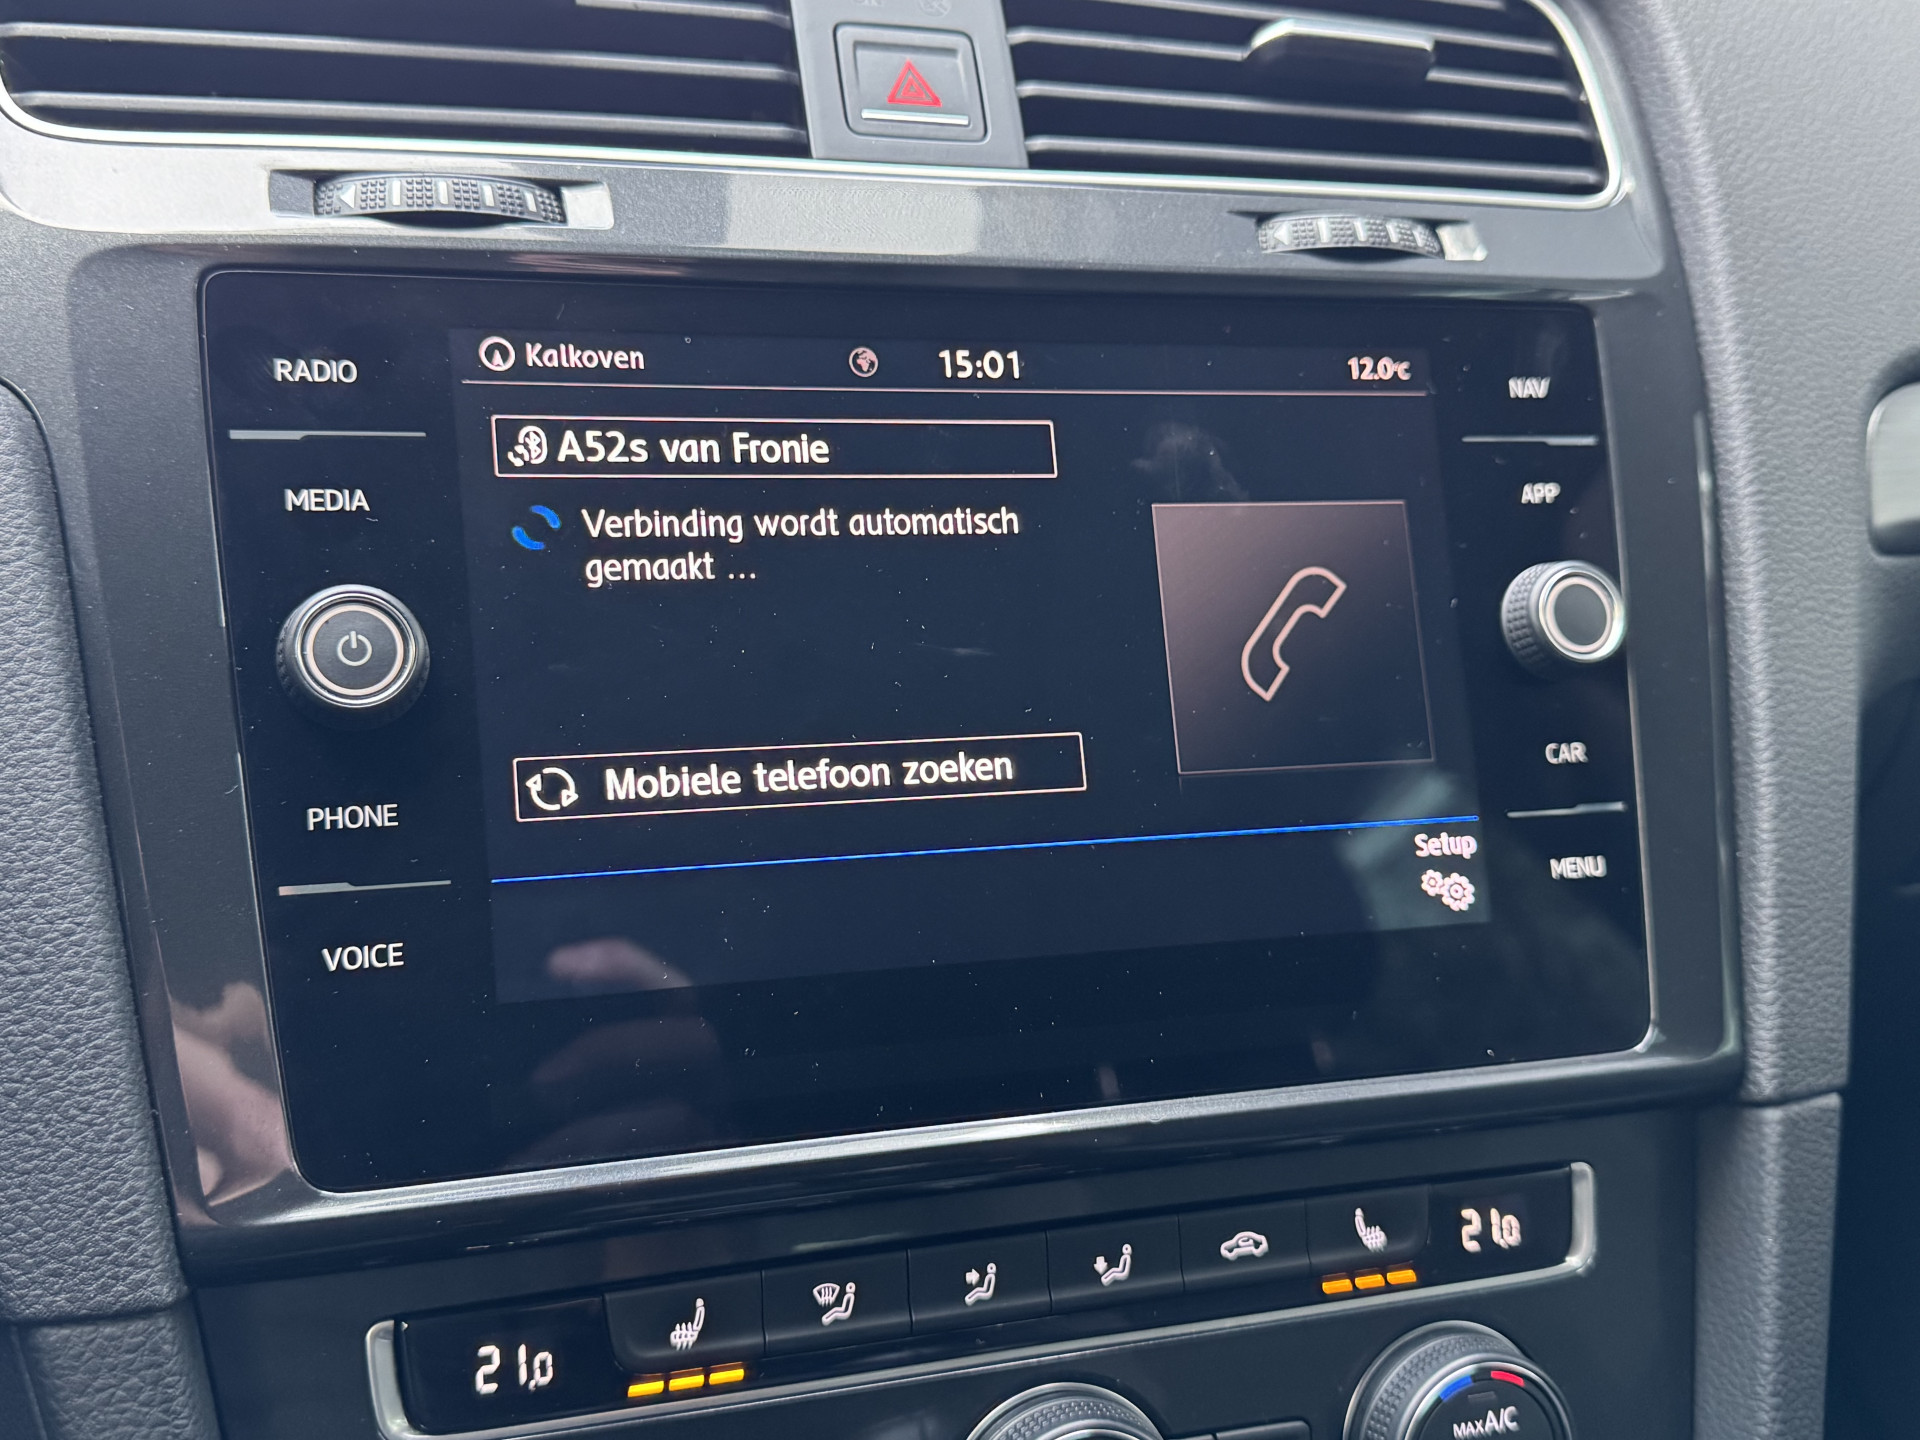 Kalkoven
15:01
12.0°C
RADIO
NAV
A52s van Fronie
MEDIA
APP
Verbinding wordt automatisch
gemaakt ...
Mobiele telefoon zoeken
CAR
PHONE
Setup
MENU
VOICE
21.0
21.0
MAX A/C